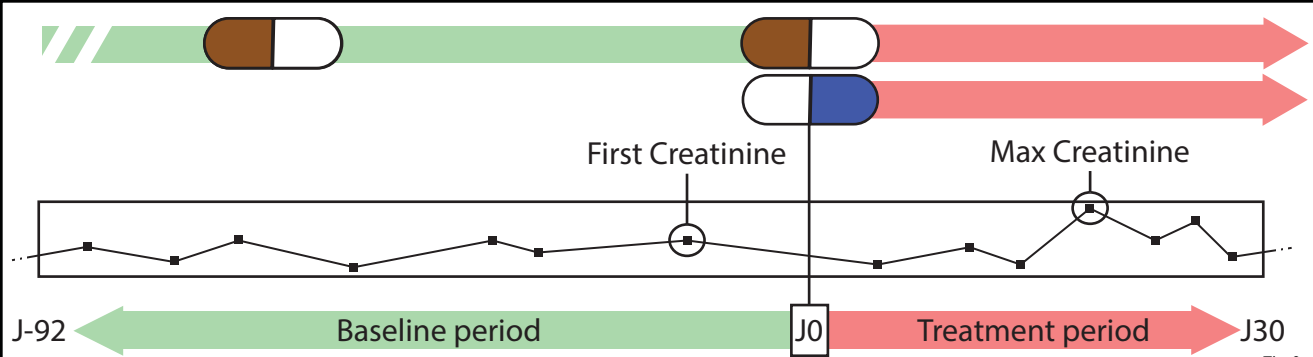 First Creatinine
Max Creatinine
J-92
Baseline period
J0
Treatment period
J30